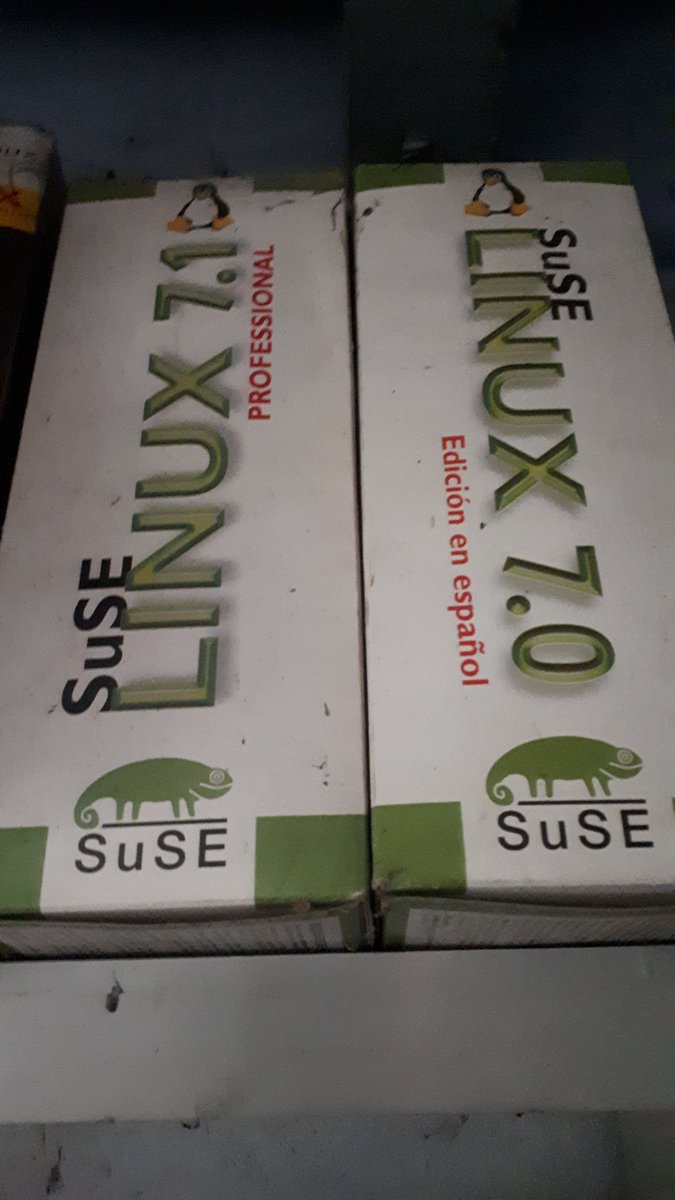 SuSE
LINUX 7.1
PROFESSIONAL
SuSE
SuSE
LINUX 7.0
Edición en español
SuSE